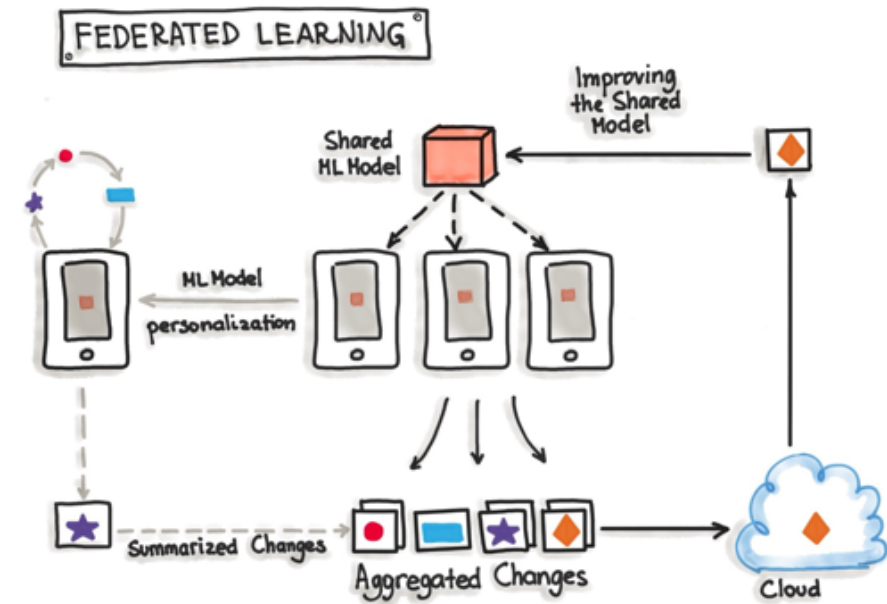 FEDERATED LEARNING
Improving
the Shared
Model
Shared
ML Model
ML Model
personalization
Summarized Changes
Aggregated Changes
Cloud